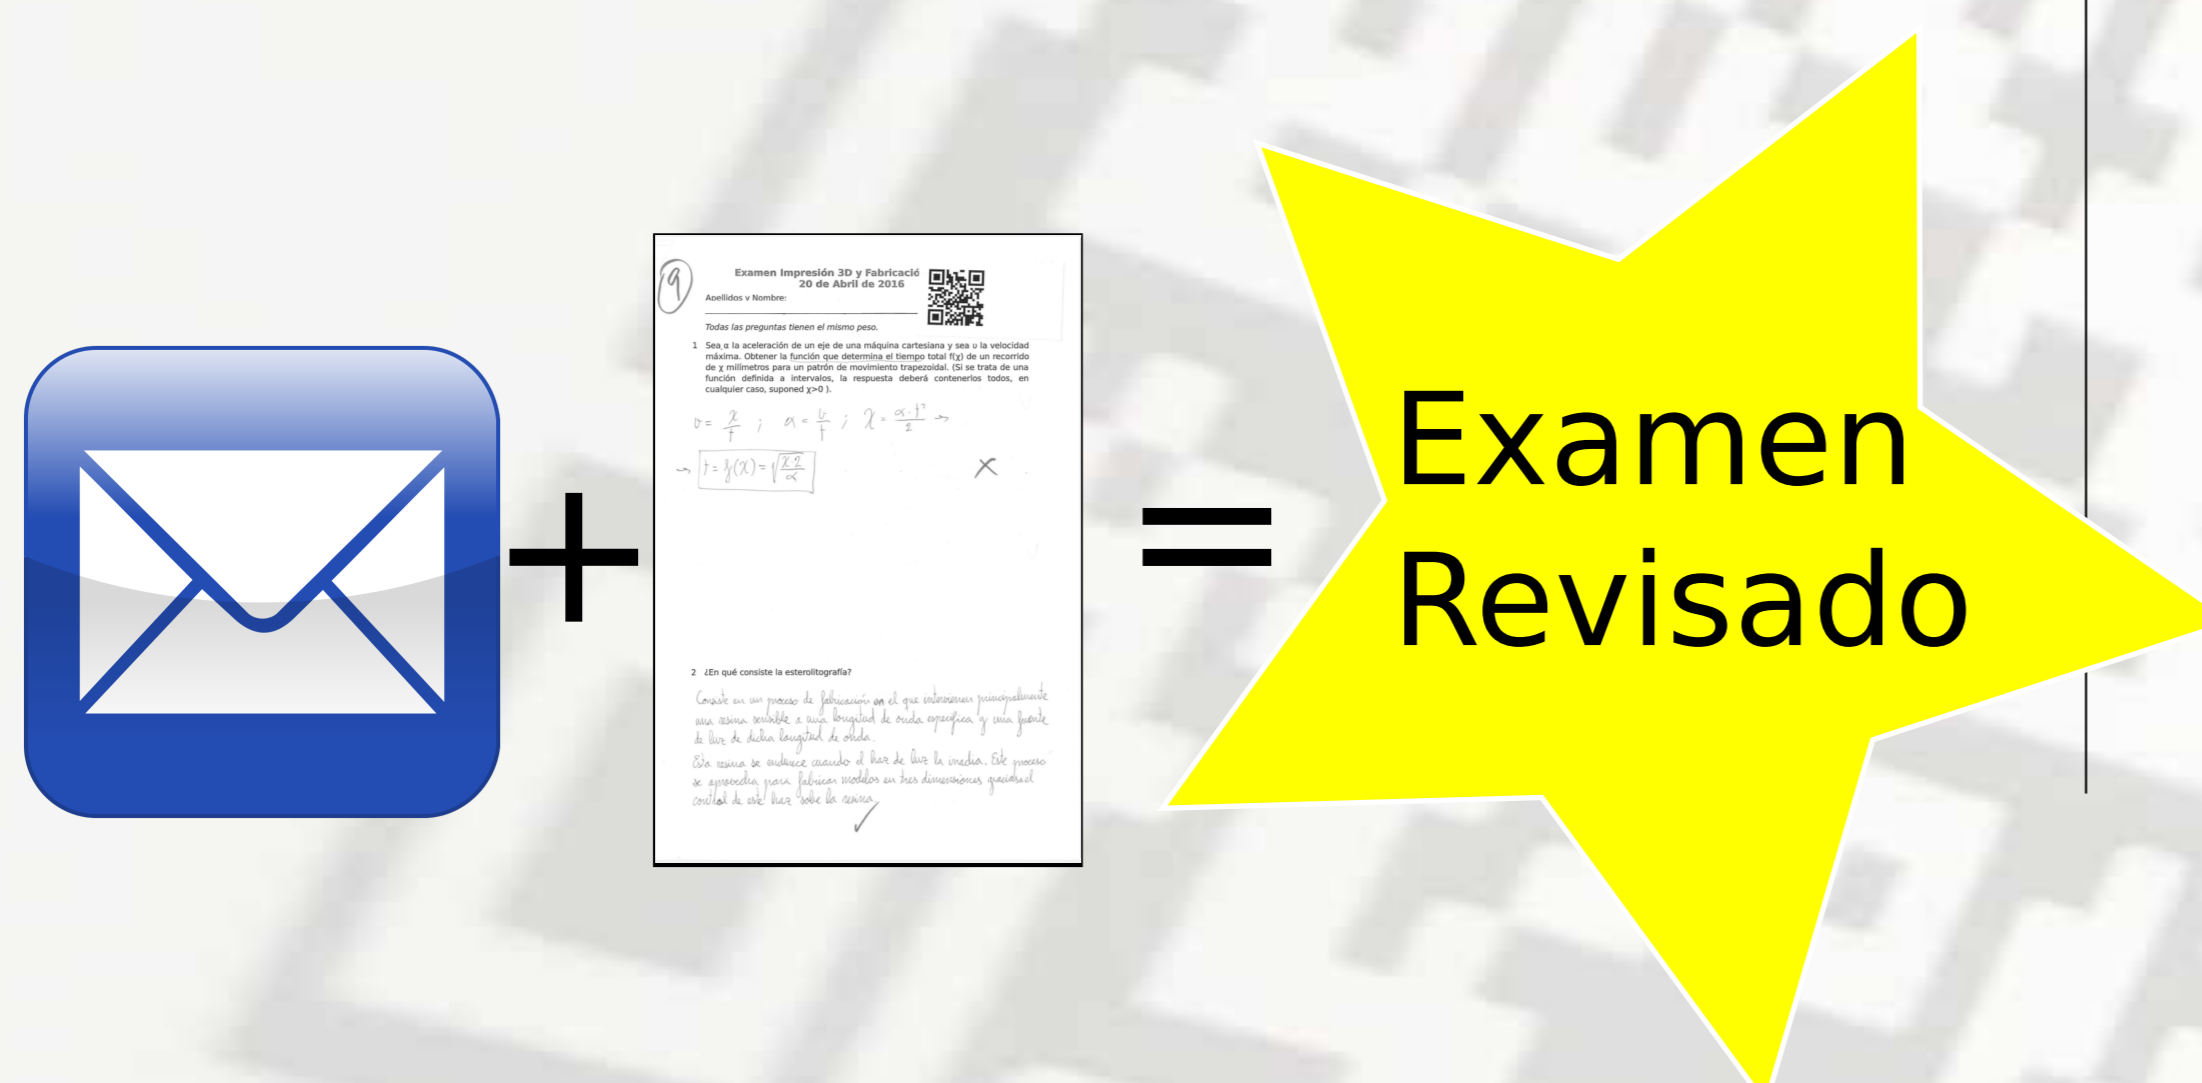 +
9
Examen Impresión 3D y Fabricació
20 de Abril de 2016
Apellidos y Nombre:
Todas las preguntas tienen el mismo peso.
1 Sea α la aceleración de un eje de una máquina cartesiana y sea υ la velocidad
máxima. Obtener la función que determina el tiempo total f(χ) de un recorrido
de χ milímetros para un patrón de movimiento trapezoidal. (Si se trata de una
función definida a intervalos, la respuesta deberá contenerlos todos, en
cualquier caso, suponed χ>0 ).
v = x/t ; α = v/t ; χ = α·t²/2 →
→ t = f(χ) = √(χ2/α)
2 ¿En qué consiste la esterolitografía?
Consiste en un proceso de fabricación en el que intervienen principalmente
una resina sensible a una longitud de onda específica y una fuente
de luz de dicha longitud de onda.
Esta resina se endurece cuando el haz de luz la irradia. Este proceso
se aprovecha para fabricar modelos en tres dimensiones gracias al
control de este haz sobre la resina.
=
Examen
Revisado